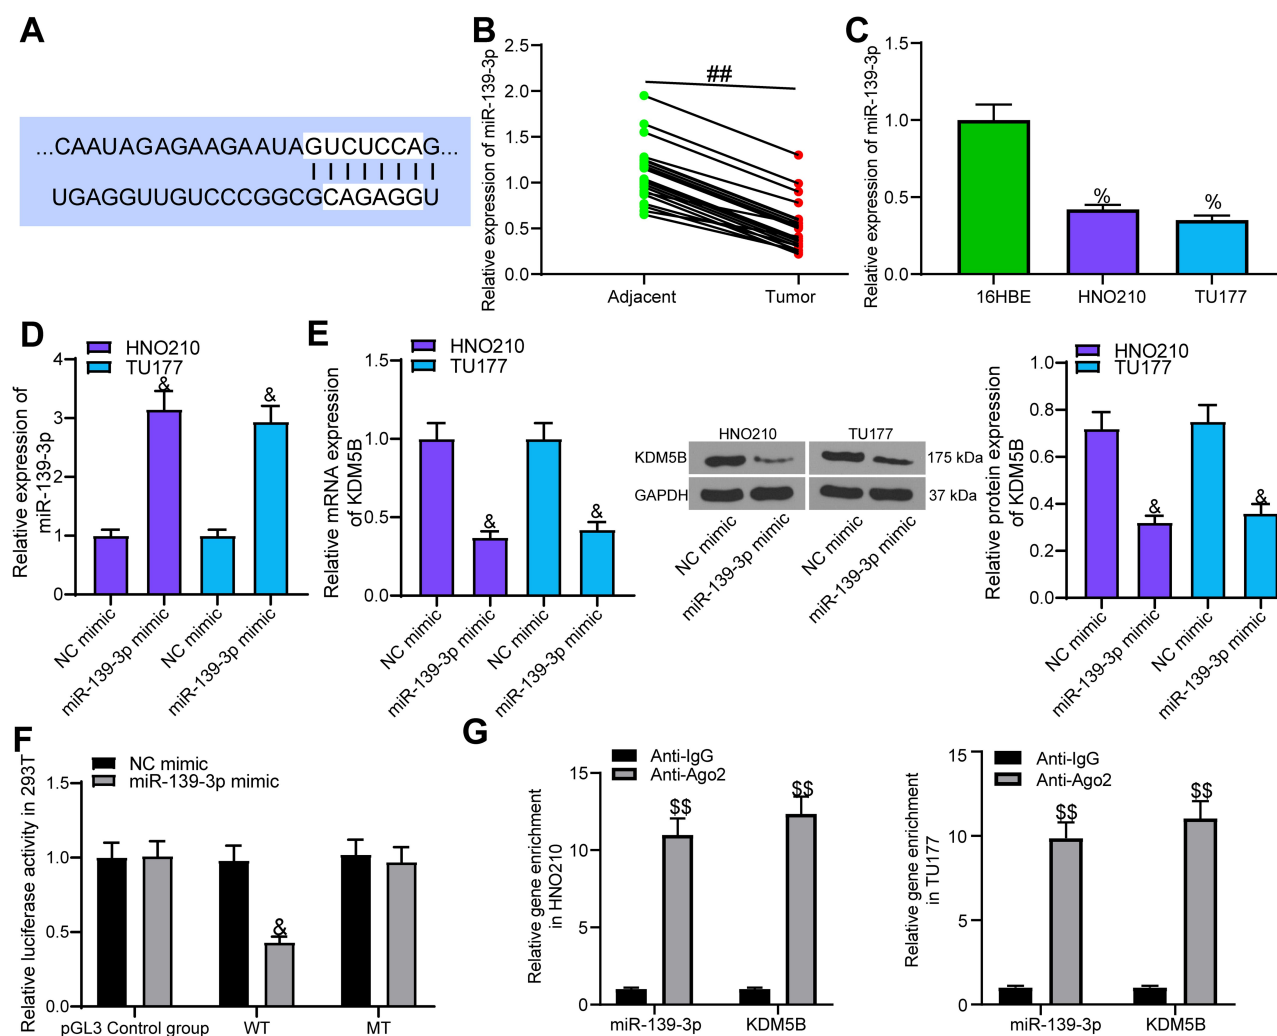 A
...CAAUAGAGAAGAAUAGUCUCCAG...
UGAGGUUGUCCCGGCGCAGAGGU
B
Relative expression of miR-139-3p
2.5
2.0
1.5
1.0
0.5
0.0
##
Adjacent
Tumor
C
Relative expression of miR-139-3p
1.5
1.0
0.5
0.0
%
%
16HBE
HNO210
TU177
D
HNO210
TU177
Relative expression of
miR-139-3p
4
3
2
1
0
&
&
NC mimic
miR-139-3p mimic
NC mimic
miR-139-3p mimic
E
HNO210
TU177
Relative mRNA expression
of KDM5B
1.5
1.0
0.5
0.0
&
&
NC mimic
miR-139-3p mimic
NC mimic
miR-139-3p mimic
HNO210
TU177
KDM5B
175 kDa
GAPDH
37 kDa
NC mimic
miR-139-3p mimic
NC mimic
miR-139-3p mimic
HNO210
TU177
Relative protein expression
of KDM5B
1.0
0.8
0.6
0.4
0.2
0.0
&
&
NC mimic
miR-139-3p mimic
NC mimic
miR-139-3p mimic
F
NC mimic
miR-139-3p mimic
Relative luciferase activity in 293T
1.5
1.0
0.5
0.0
&
pGL3 Control group
WT
MT
G
Anti-IgG
Anti-Ago2
Relative gene enrichment
in HNO210
15
10
5
0
$$
$$
miR-139-3p
KDM5B
Anti-IgG
Anti-Ago2
Relative gene enrichment
in TU177
15
10
5
0
$$
$$
miR-139-3p
KDM5B